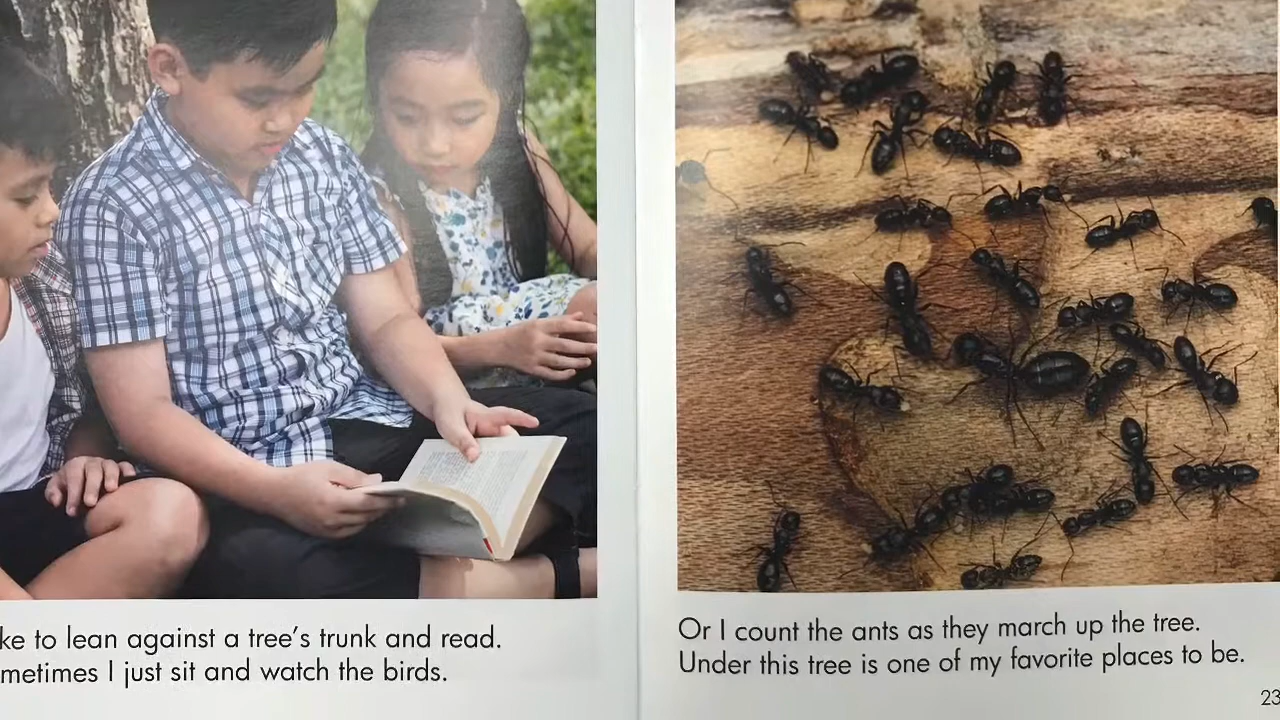 ke to lean against a tree's trunk and read.
metimes I just sit and watch the birds.
Or I count the ants as they march up the tree.
Under this tree is one of my favorite places to be.
23